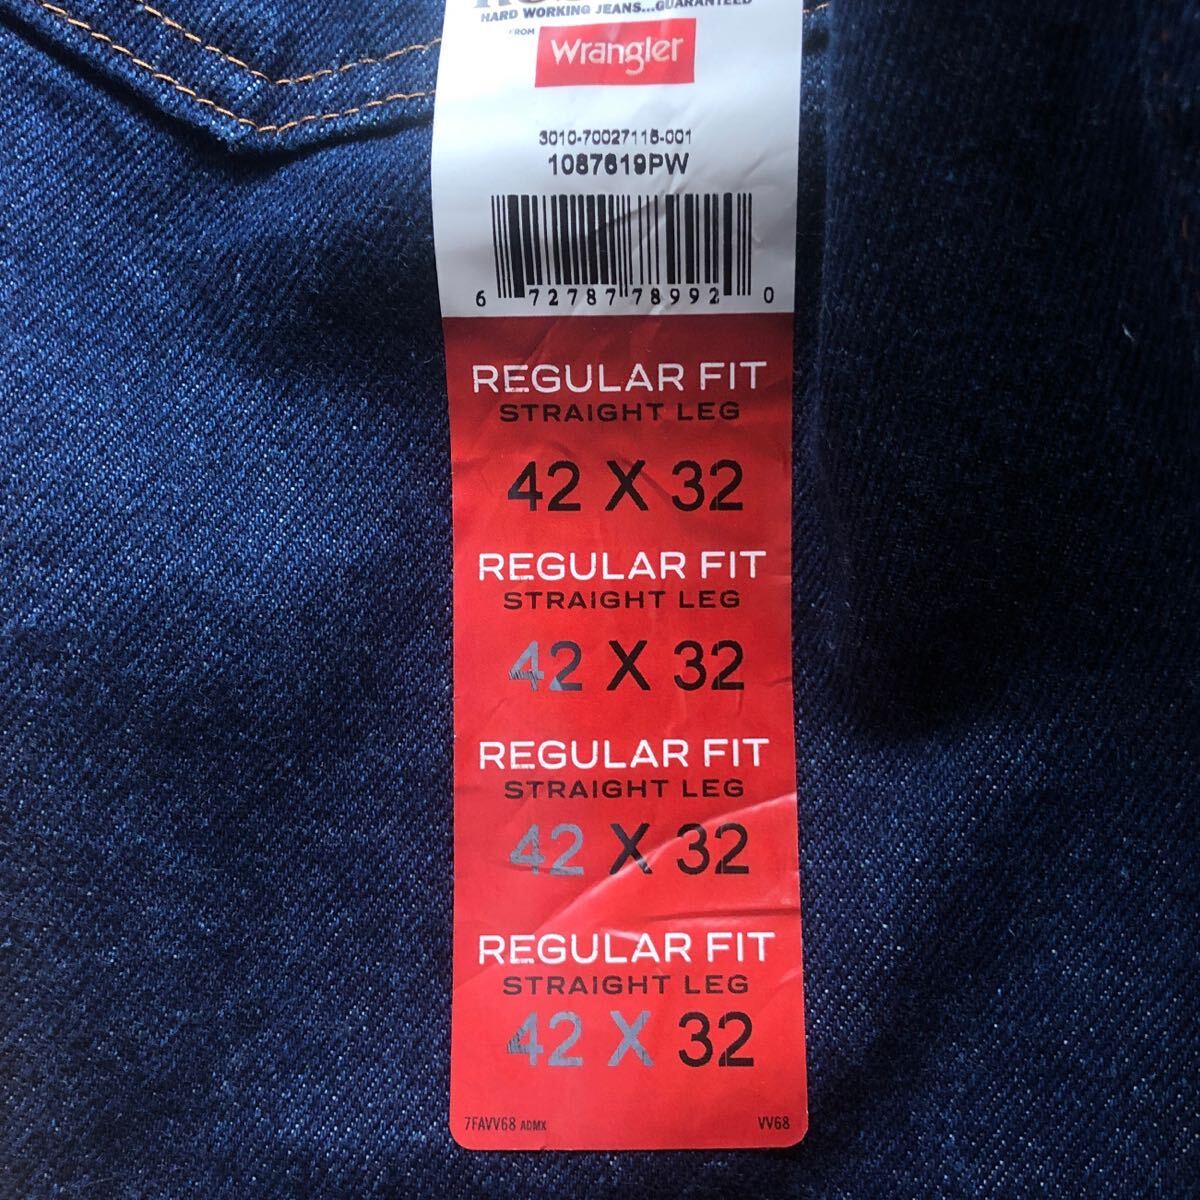 HARD WORKING JEANS...GUARANTEED
FROM
Wrangler
3010-70027115-001
1087619PW
6 72787 78992 0
REGULAR FIT
STRAIGHT LEG
42 X 32
REGULAR FIT
STRAIGHT LEG
42 X 32
REGULAR FIT
STRAIGHT LEG
42 X 32
REGULAR FIT
STRAIGHT LEG
42 X 32
7FAVV68 ADMX VV68